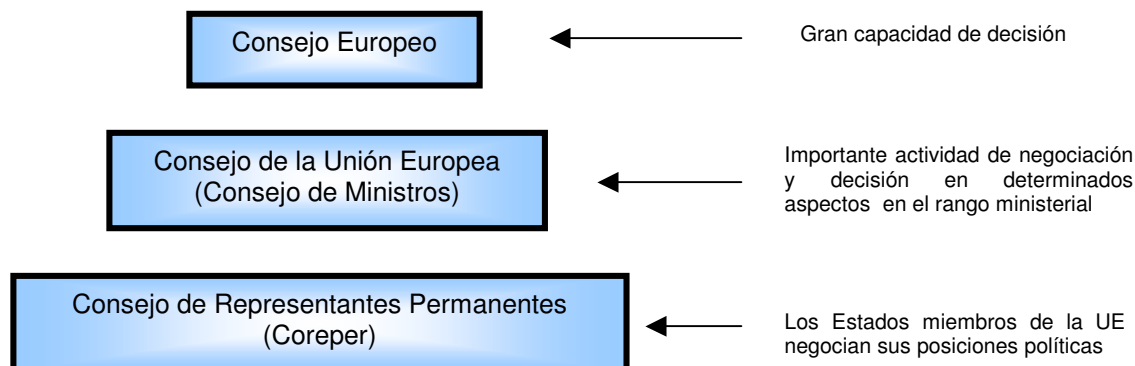 Consejo Europeo
Gran capacidad de decisión
Consejo de la Unión Europea
(Consejo de Ministros)
Importante actividad de negociación
y decisión en determinados
aspectos en el rango ministerial
Consejo de Representantes Permanentes
(Coreper)
Los Estados miembros de la UE
negocian sus posiciones políticas